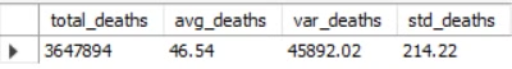 total_deaths avg_deaths var_deaths std_deaths
3647894 46.54 45892.02 214.22